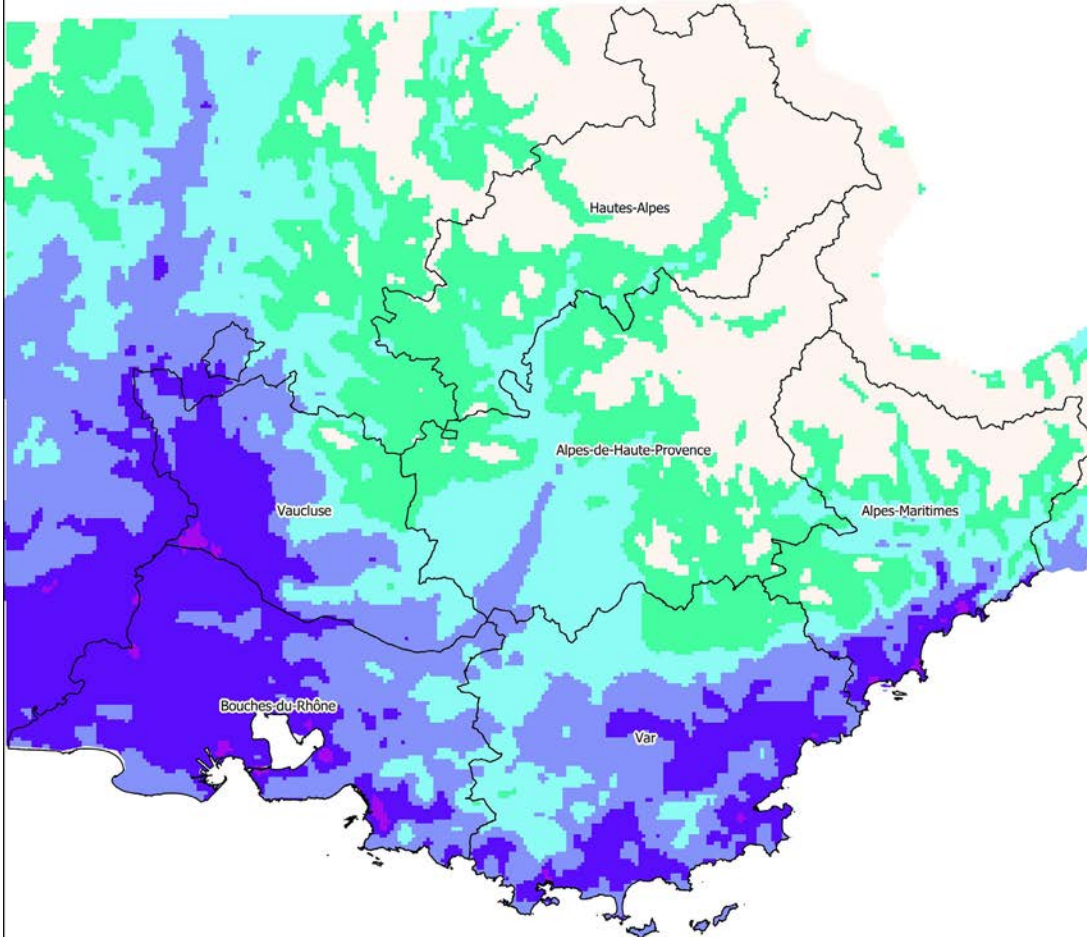 Hautes-Alpes
Alpes-de-Haute-Provence
Vaucluse
Alpes-Maritimes
Bouches-du-Rhône
Var